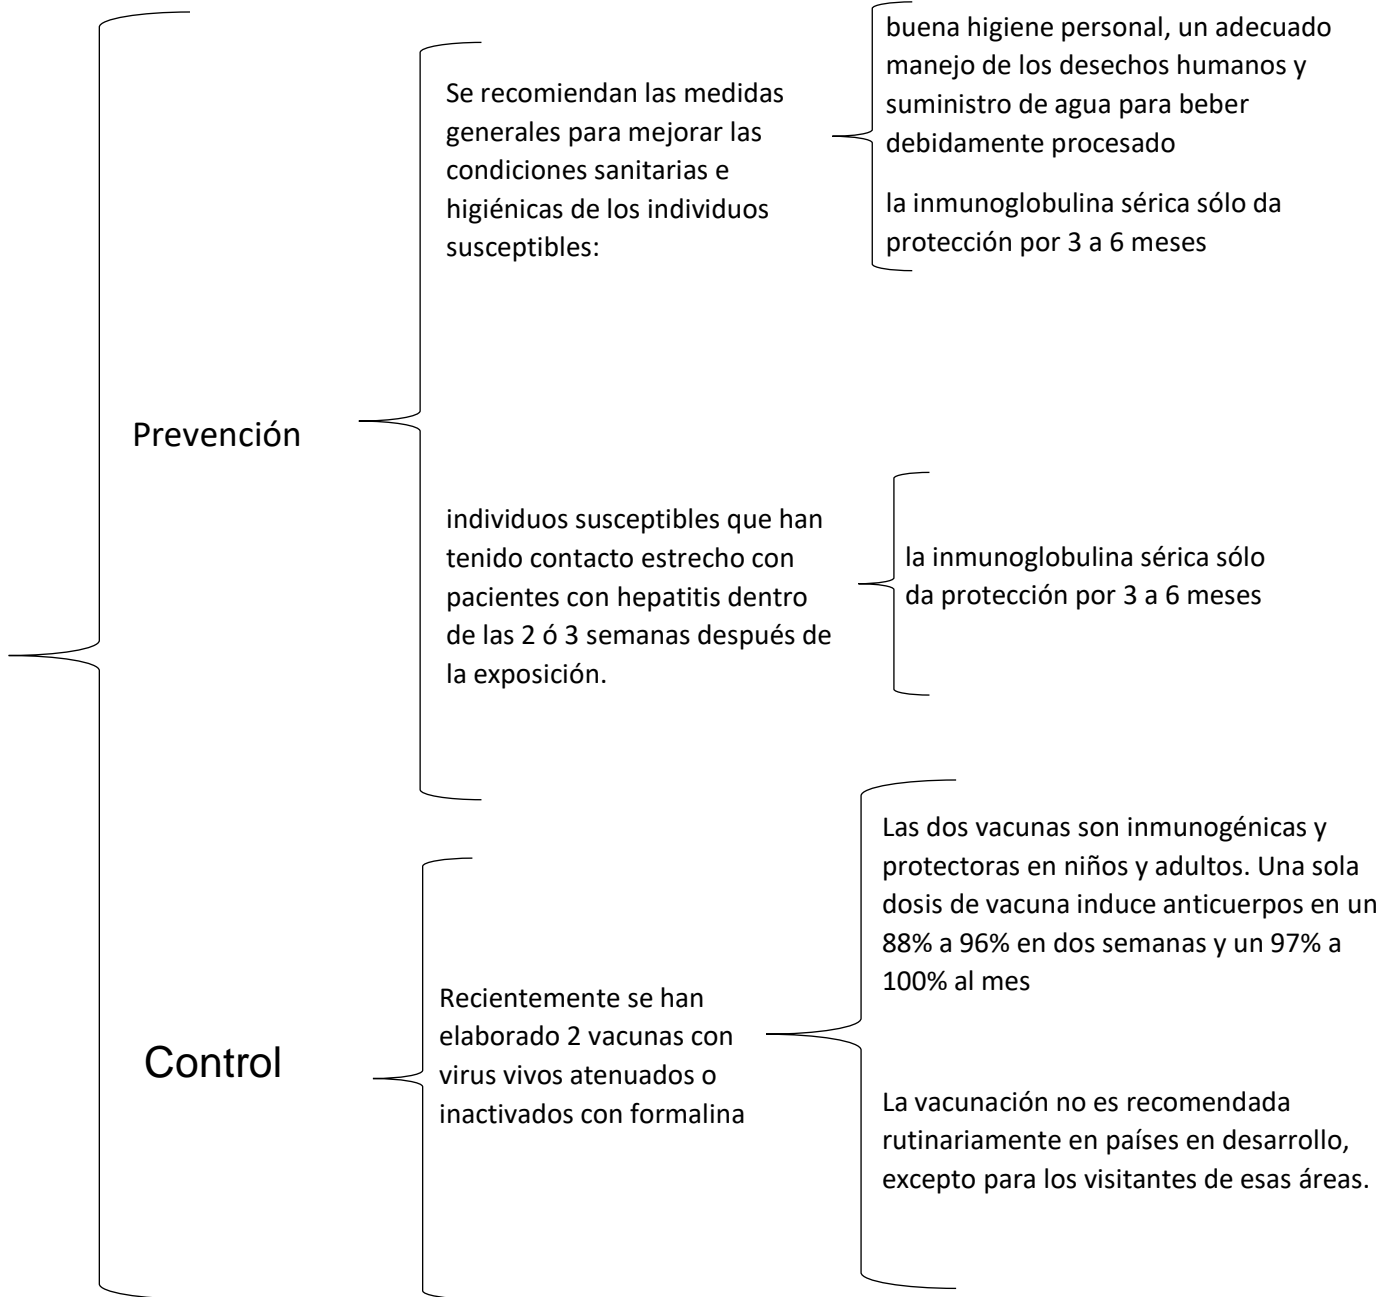 Prevención
Se recomiendan las medidas
generales para mejorar las
condiciones sanitarias e
higiénicas de los individuos
susceptibles:
buena higiene personal, un adecuado
manejo de los desechos humanos y
suministro de agua para beber
debidamente procesado
la inmunoglobulina sérica sólo da
protección por 3 a 6 meses
individuos susceptibles que han
tenido contacto estrecho con
pacientes con hepatitis dentro
de las 2 ó 3 semanas después de
la exposición.
la inmunoglobulina sérica sólo
da protección por 3 a 6 meses
Control
Recientemente se han
elaborado 2 vacunas con
virus vivos atenuados o
inactivados con formalina
Las dos vacunas son inmunogénicas y
protectoras en niños y adultos. Una sola
dosis de vacuna induce anticuerpos en un
88% a 96% en dos semanas y un 97% a
100% al mes
La vacunación no es recomendada
rutinariamente en países en desarrollo,
excepto para los visitantes de esas áreas.